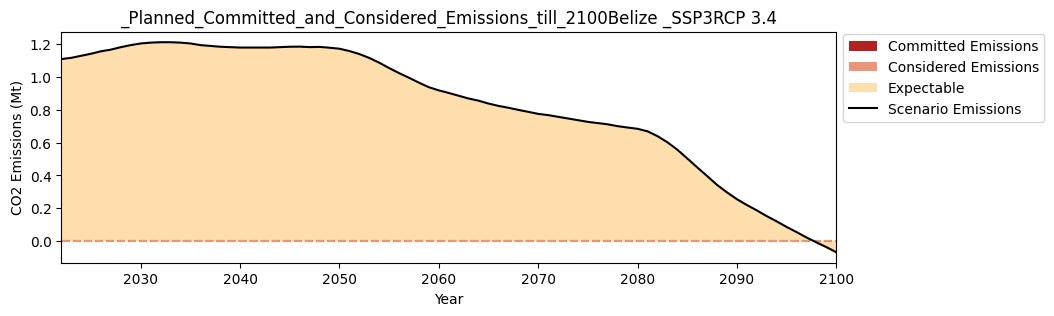 _Planned_Committed_and_Considered_Emissions_till_2100Belize _SSP3RCP 3.4
CO2 Emissions (Mt)
1.2
1.0
0.8
0.6
0.4
0.2
0.0
2030 2040 2050 2060 2070 2080 2090 2100
Year
Committed Emissions
Considered Emissions
Expectable
Scenario Emissions